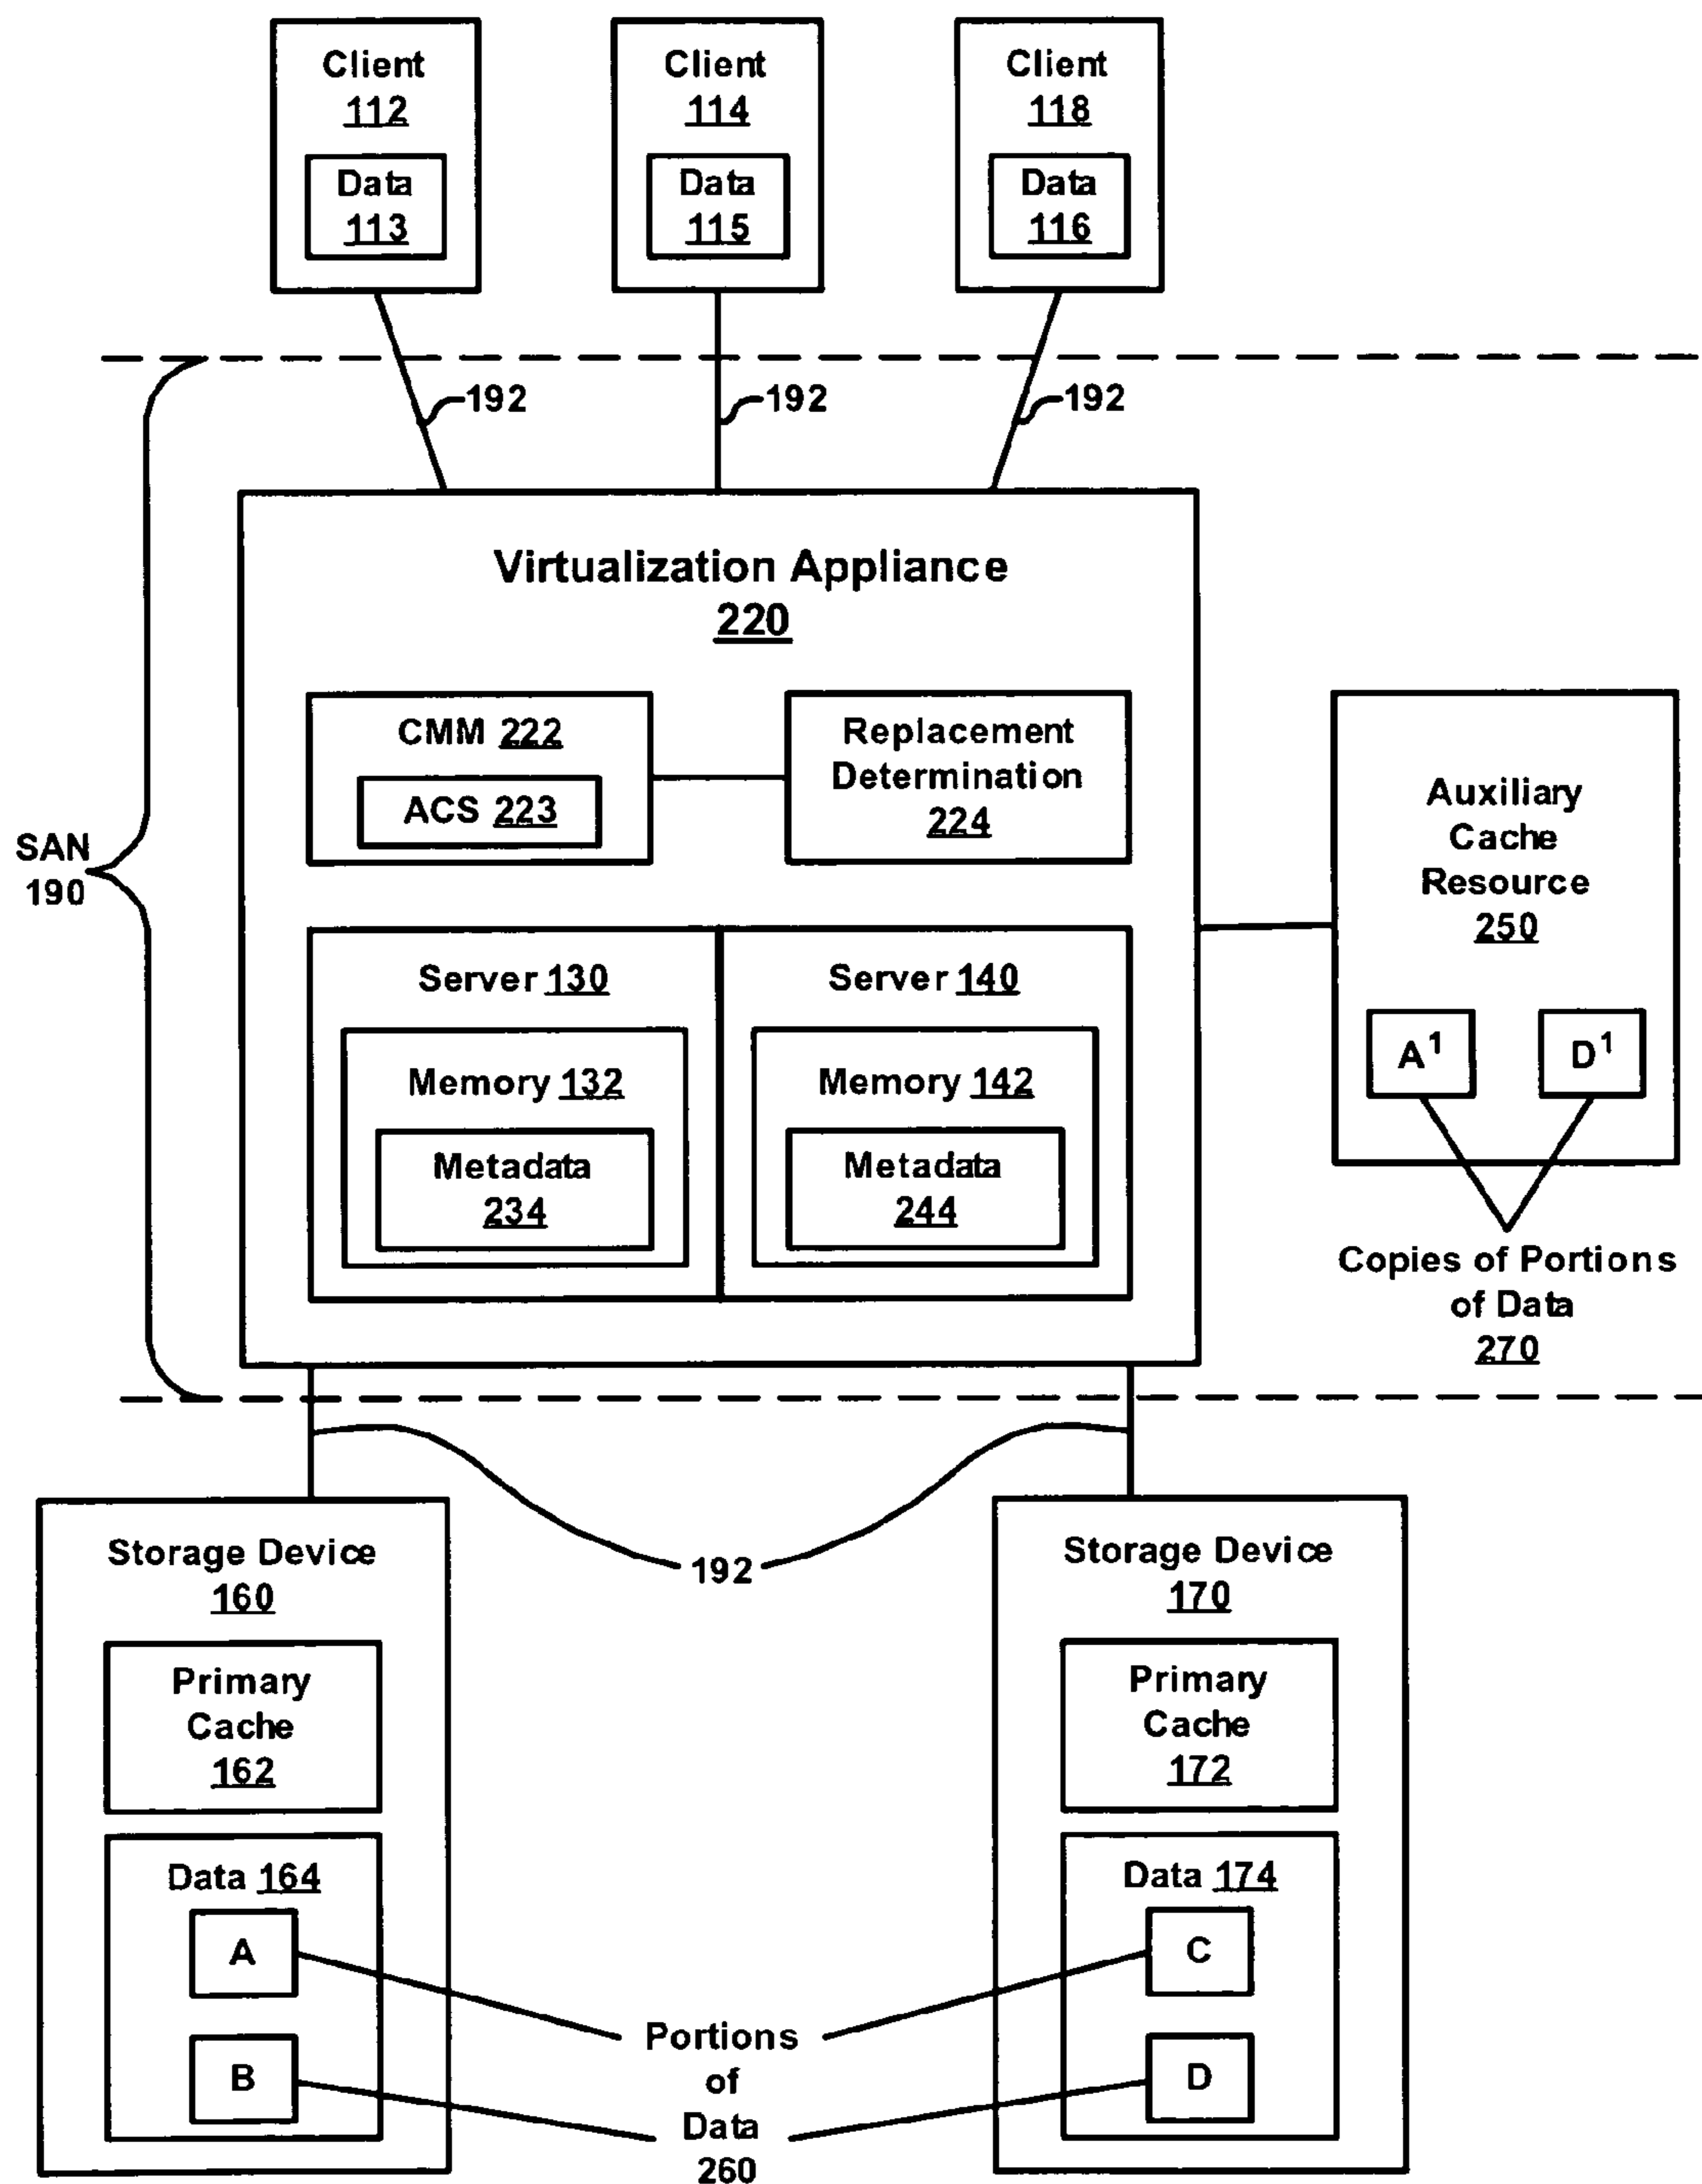 Client
112
Data
113
Client
114
Data
115
Client
118
Data
116
192
192
192
SAN
190
Virtualization Appliance
220
CMM 222
ACS 223
Replacement
Determination
224
Server 130
Memory 132
Metadata
234
Server 140
Memory 142
Metadata
244
Auxiliary
Cache
Resource
250
A¹
D¹
Copies of Portions
of Data
270
192
Storage Device
160
Primary
Cache
162
Data 164
A
B
Storage Device
170
Primary
Cache
172
Data 174
C
D
Portions
of
Data
260